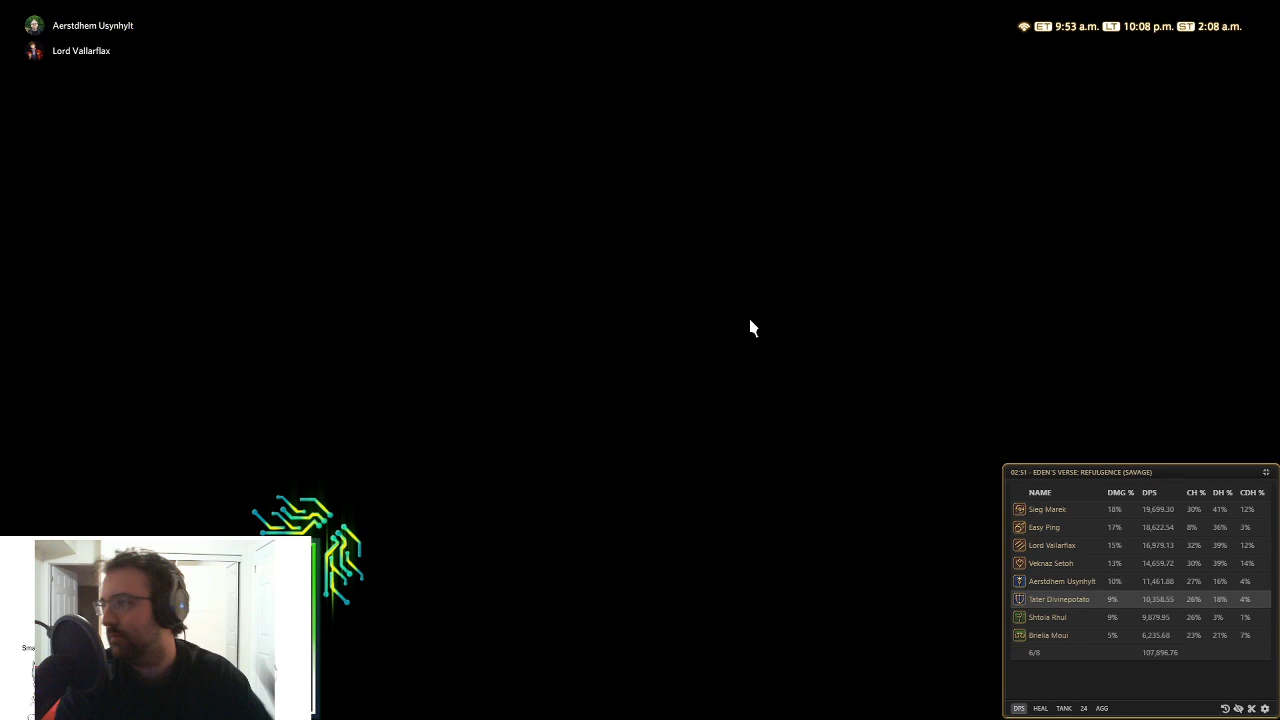 Aerstdhem Usynhylt
Lord Vallarflax
ET 9:53 a.m. LT 10:08 p.m. ST 2:08 a.m.
02:51 - EDEN'S VERSE: REFULGENCE (SAVAGE)
NAME DMG % DPS CH % DH % CDH %
Sieg Marek 18% 19,699.30 30% 41% 12%
Easy Ping 17% 18,622.54 8% 36% 3%
Lord Vallarflax 15% 16,979.13 32% 39% 12%
Veknaz Setoh 13% 14,659.72 30% 39% 14%
Aerstdhem Usynhylt 10% 11,461.88 27% 16% 4%
Tater Divinepotato 9% 10,358.55 26% 18% 4%
Shtola Rhul 9% 9,879.95 26% 3% 1%
Brielia Moui 5% 6,235.68 23% 21% 7%
6/8 107,896.76
DPS HEAL TANK 24 AGG
Sma